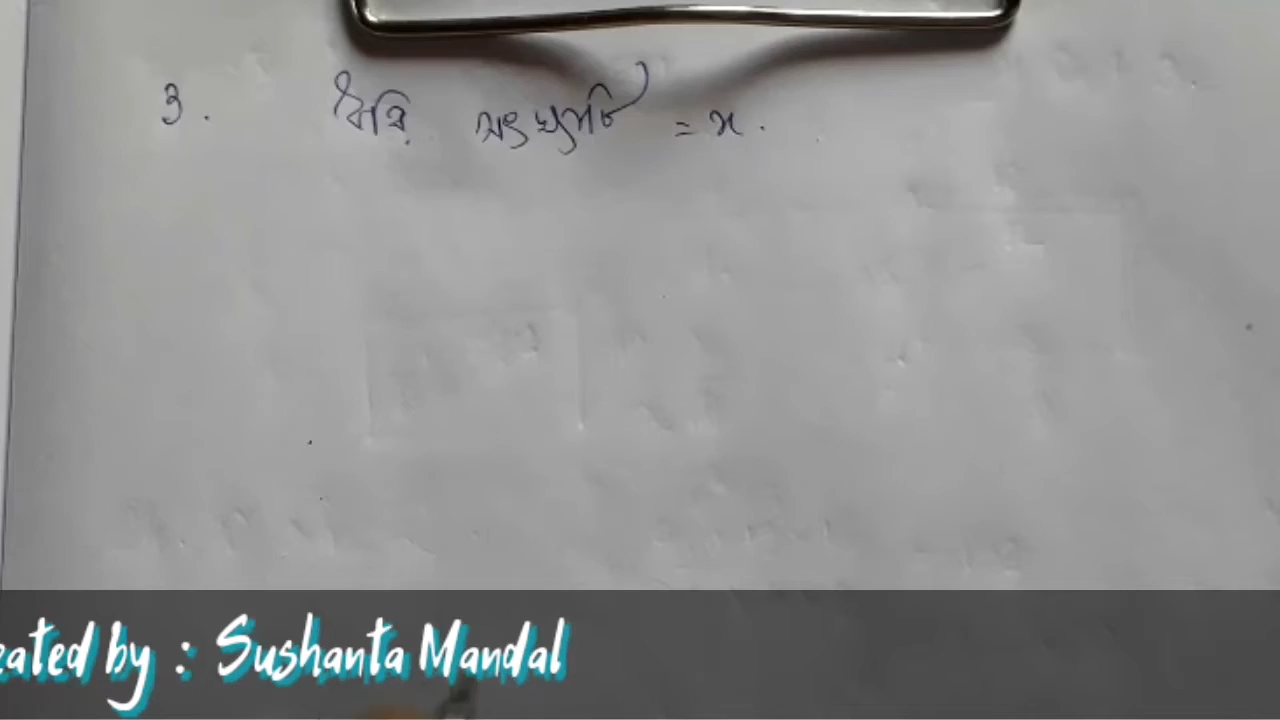 ৩. ধরি সংখ্যাটি = x.
eated by : Sushanta Mandal